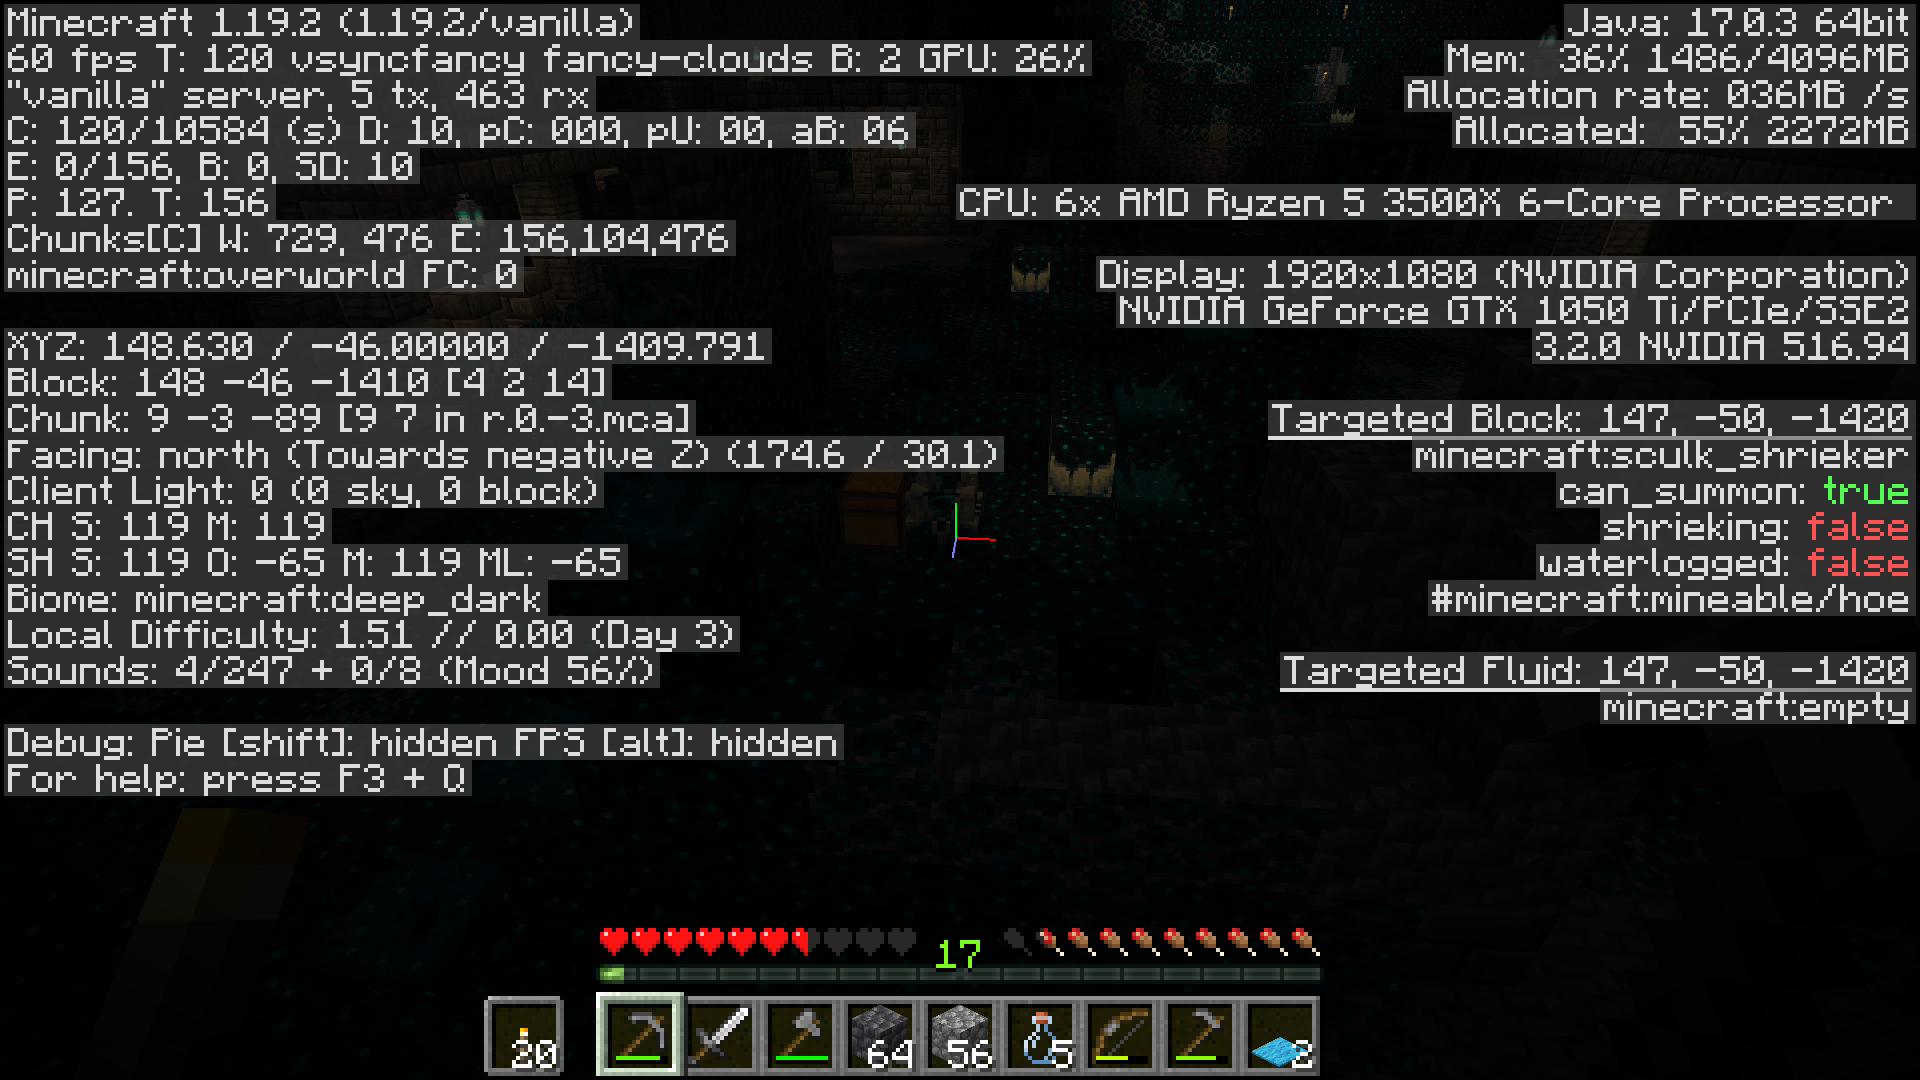 Minecraft 1.19.2 (1.19.2/vanilla)
60 fps T: 120 vsyncfancy fancy-clouds B: 2 GPU: 26%
"vanilla" server, 5 tx, 463 rx
C: 120/10584 (s) D: 10, pC: 000, pU: 00, aB: 06
E: 0/156, B: 0, SD: 10
P: 127. T: 156
Chunks[C] W: 729, 476 E: 156,104,476
minecraft:overworld FC: 0
XYZ: 148.630 / -46.00000 / -1409.791
Block: 148 -46 -1410 [4 2 14]
Chunk: 9 -3 -89 [9 7 in r.0.-3.mca]
Facing: north (Towards negative Z) (174.6 / 30.1)
Client Light: 0 (0 sky, 0 block)
CH S: 119 M: 119
SH S: 119 O: -65 M: 119 ML: -65
Biome: minecraft:deep_dark
Local Difficulty: 1.51 // 0.00 (Day 3)
Sounds: 4/247 + 0/8 (Mood 56%)
Debug: Pie [shift]: hidden FPS [alt]: hidden
For help: press F3 + Q
Java: 17.0.3 64bit
Mem: 36% 1486/4096MB
Allocation rate: 036MB /s
Allocated: 55% 2272MB
CPU: 6x AMD Ryzen 5 3500X 6-Core Processor
Display: 1920x1080 (NVIDIA Corporation)
NVIDIA GeForce GTX 1050 Ti/PCIe/SSE2
3.2.0 NVIDIA 516.94
Targeted Block: 147, -50, -1420
minecraft:sculk_shrieker
can_summon: true
shrieking: false
waterlogged: false
#minecraft:mineable/hoe
Targeted Fluid: 147, -50, -1420
minecraft:empty
17
20
64
56
5
2